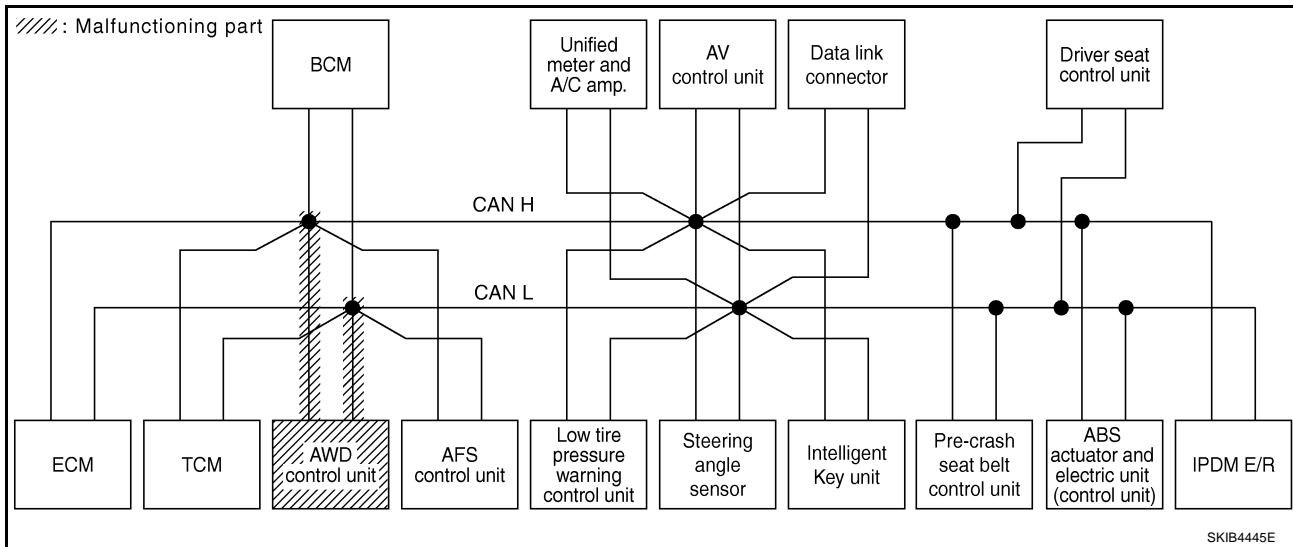 : Malfunctioning part
BCM
Unified
meter and
A/C amp.
AV
control unit
Data link
connector
Driver seat
control unit
CAN H
CAN L
ECM
TCM
AWD
control unit
AFS
control unit
Low tire
pressure
warning
control unit
Steering
angle
sensor
Intelligent
Key unit
Pre-crash
seat belt
control unit
ABS
actuator and
electric unit
(control unit)
IPDM E/R
SKIB4445E